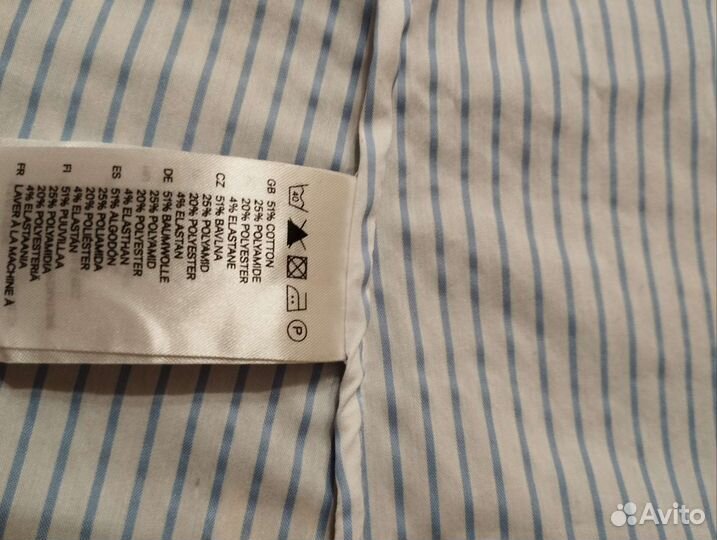 40 P
GB 51% COTTON
25% POLYAMIDE
20% POLYESTER
4% ELASTANE
CZ 51% BAVLNA
25% POLYAMID
20% POLYESTER
4% ELASTAN
DE 51% BAUMWOLLE
25% POLYAMID
20% POLYESTER
4% ELASTHAN
ES 51% ALGODÓN
25% POLIAMIDA
20% POLIÉSTER
4% ELASTÁN
FI 51% PUUVILLAA
25% POLYAMIDIA
20% POLYESTERIÄ
4% ELASTAANIA
FR LAVER À LA MACHINE À
Avito